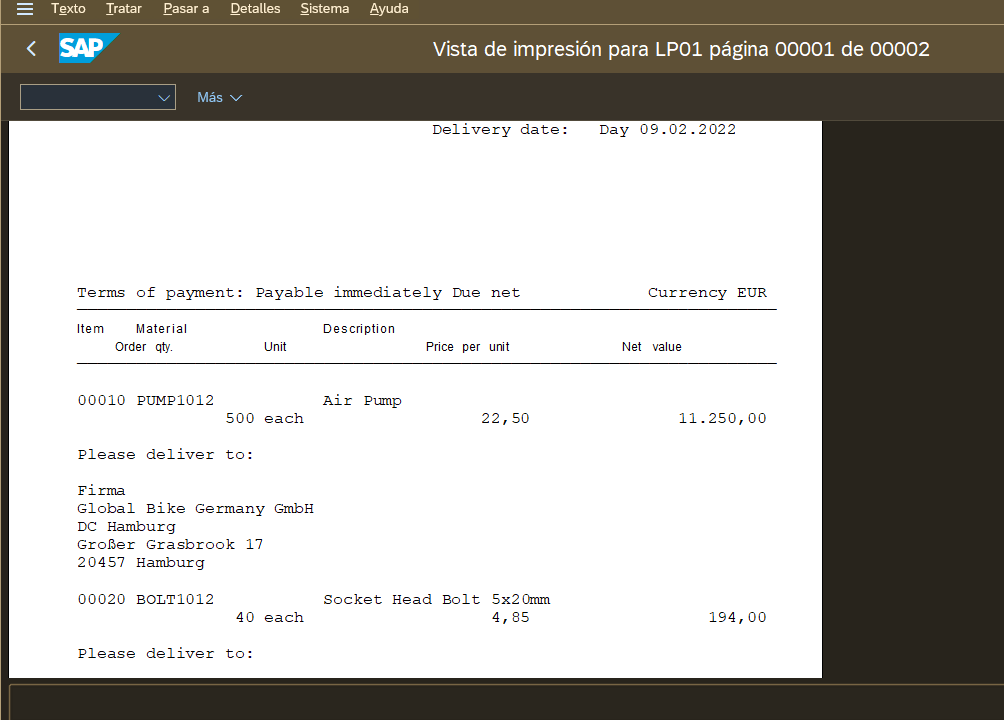 Texto Tratar Pasar a Detalles Sistema Ayuda
SAP Vista de impresión para LP01 página 00001 de 00002
Más
Delivery date: Day 09.02.2022
Terms of payment: Payable immediately Due net Currency EUR
Item Material Description
Order qty. Unit Price per unit Net value
00010 PUMP1012 Air Pump
500 each 22,50 11.250,00
Please deliver to:
Firma
Global Bike Germany GmbH
DC Hamburg
Großer Grasbrook 17
20457 Hamburg
00020 BOLT1012 Socket Head Bolt 5x20mm
40 each 4,85 194,00
Please deliver to: